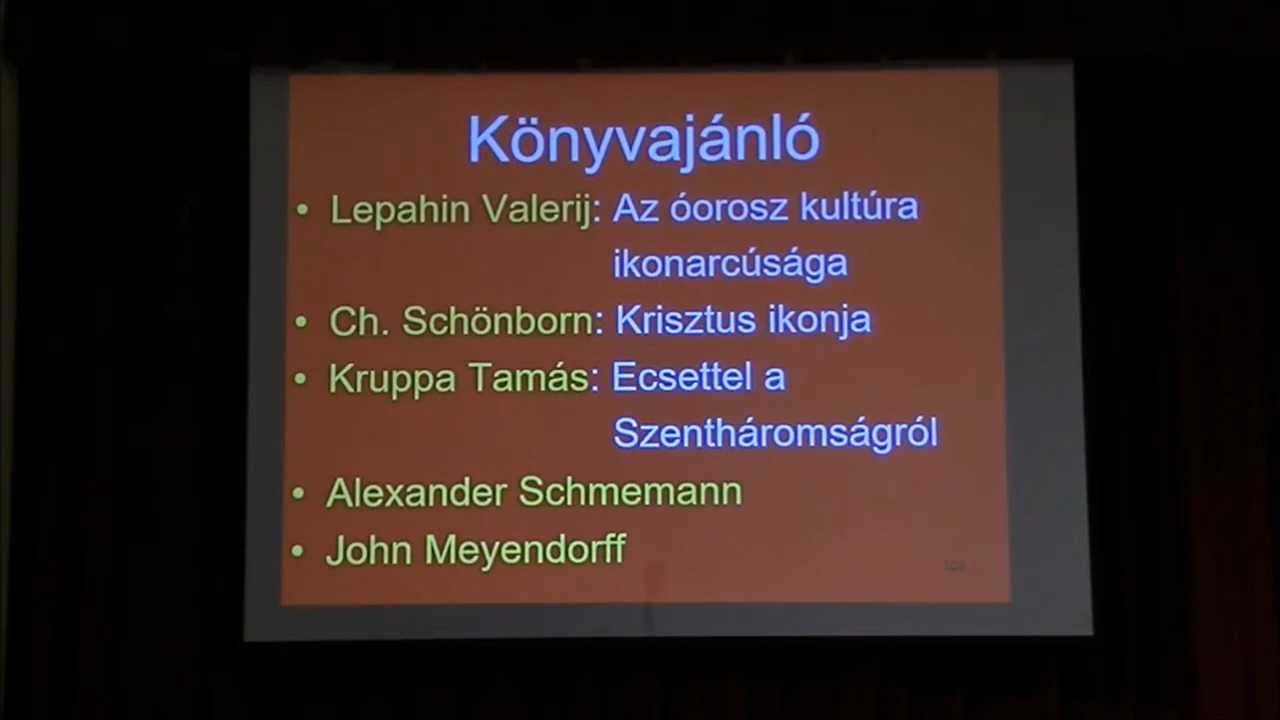 Könyvajánló
• Lepahin Valerij: Az óorosz kultúra
ikonarcúsága
• Ch. Schönborn: Krisztus ikonja
• Kruppa Tamás: Ecsettel a
Szentháromságról
• Alexander Schmemann
• John Meyendorff